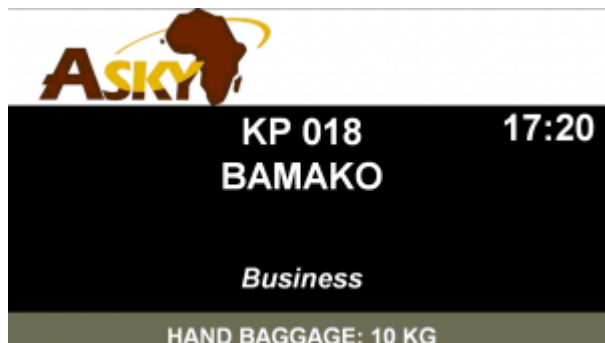 ASKY
KP 018 17:20
BAMAKO
Business
HAND BAGGAGE: 10 KG